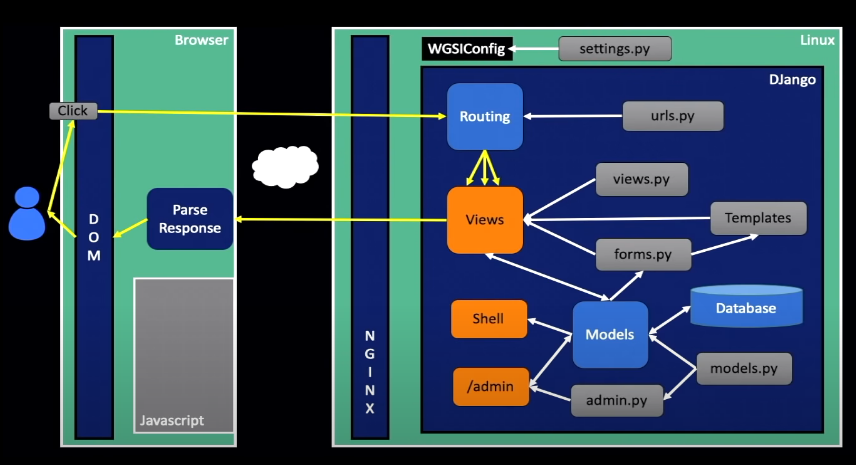 Browser
Linux
WGSIConfig
settings.py
DJango
Click
Routing
urls.py
views.py
Parse
Response
Views
Templates
D
O
M
forms.py
Shell
Models
Database
N
G
I
N
X
/admin
models.py
admin.py
Javascript